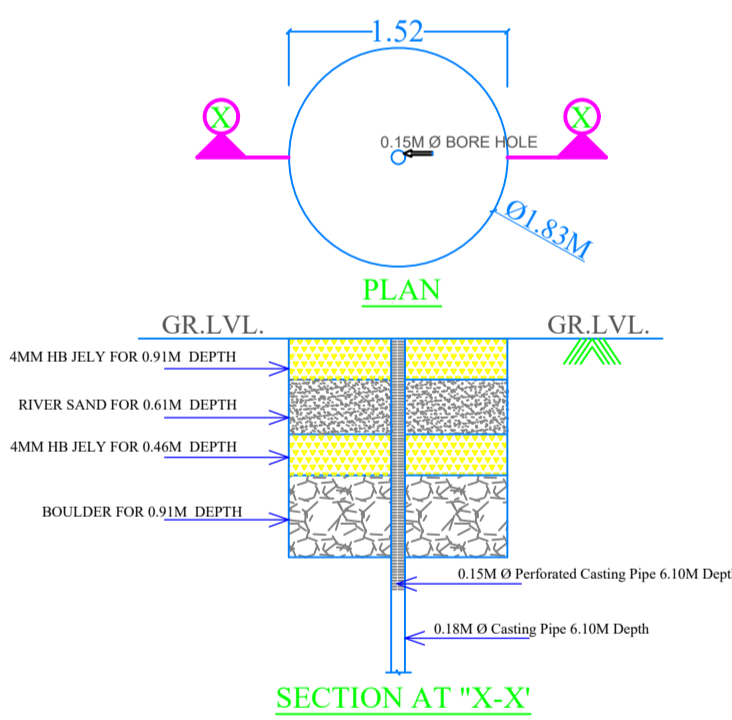 1.52
X
X
0.15M Ø BORE HOLE
Ø1.83M
PLAN
GR.LVL.
GR.LVL.
4MM HB JELY FOR 0.91M DEPTH
RIVER SAND FOR 0.61M DEPTH
4MM HB JELY FOR 0.46M DEPTH
BOULDER FOR 0.91M DEPTH
0.15M Ø Perforated Casting Pipe 6.10M Dept
0.18M Ø Casting Pipe 6.10M Depth
SECTION AT "X-X'